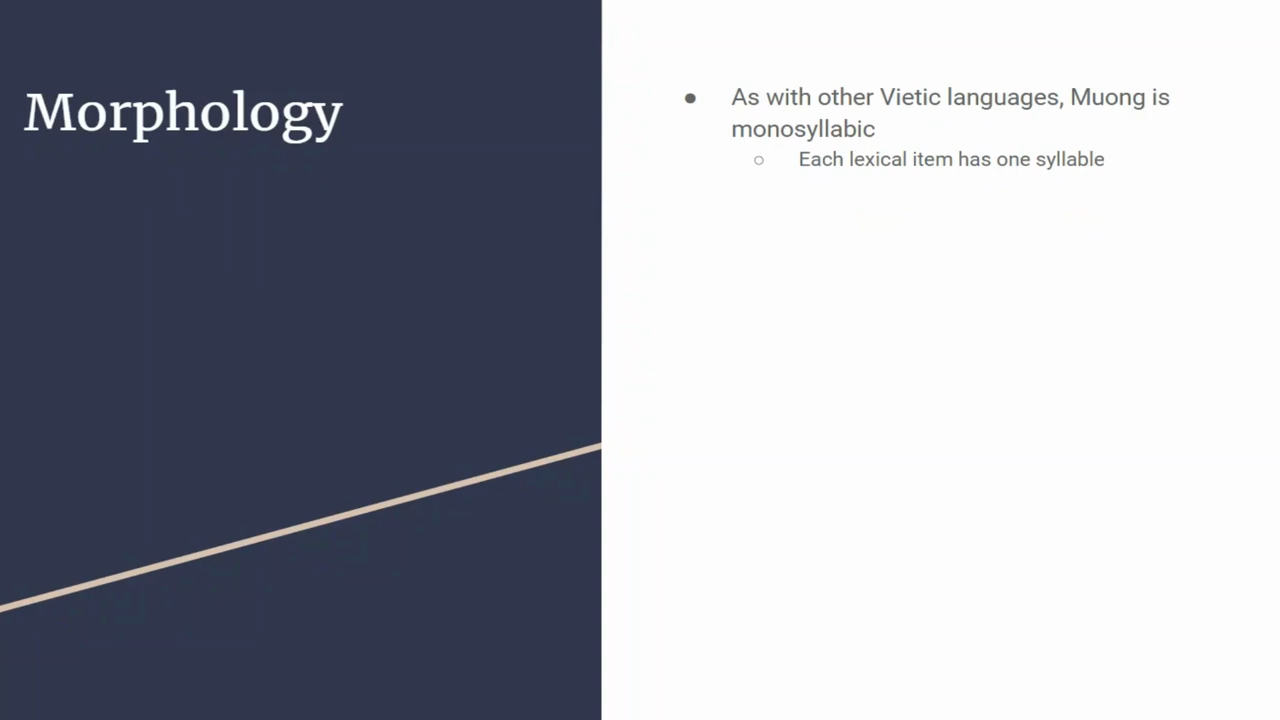 Morphology
● As with other Vietic languages, Muong is
monosyllabic
○ Each lexical item has one syllable